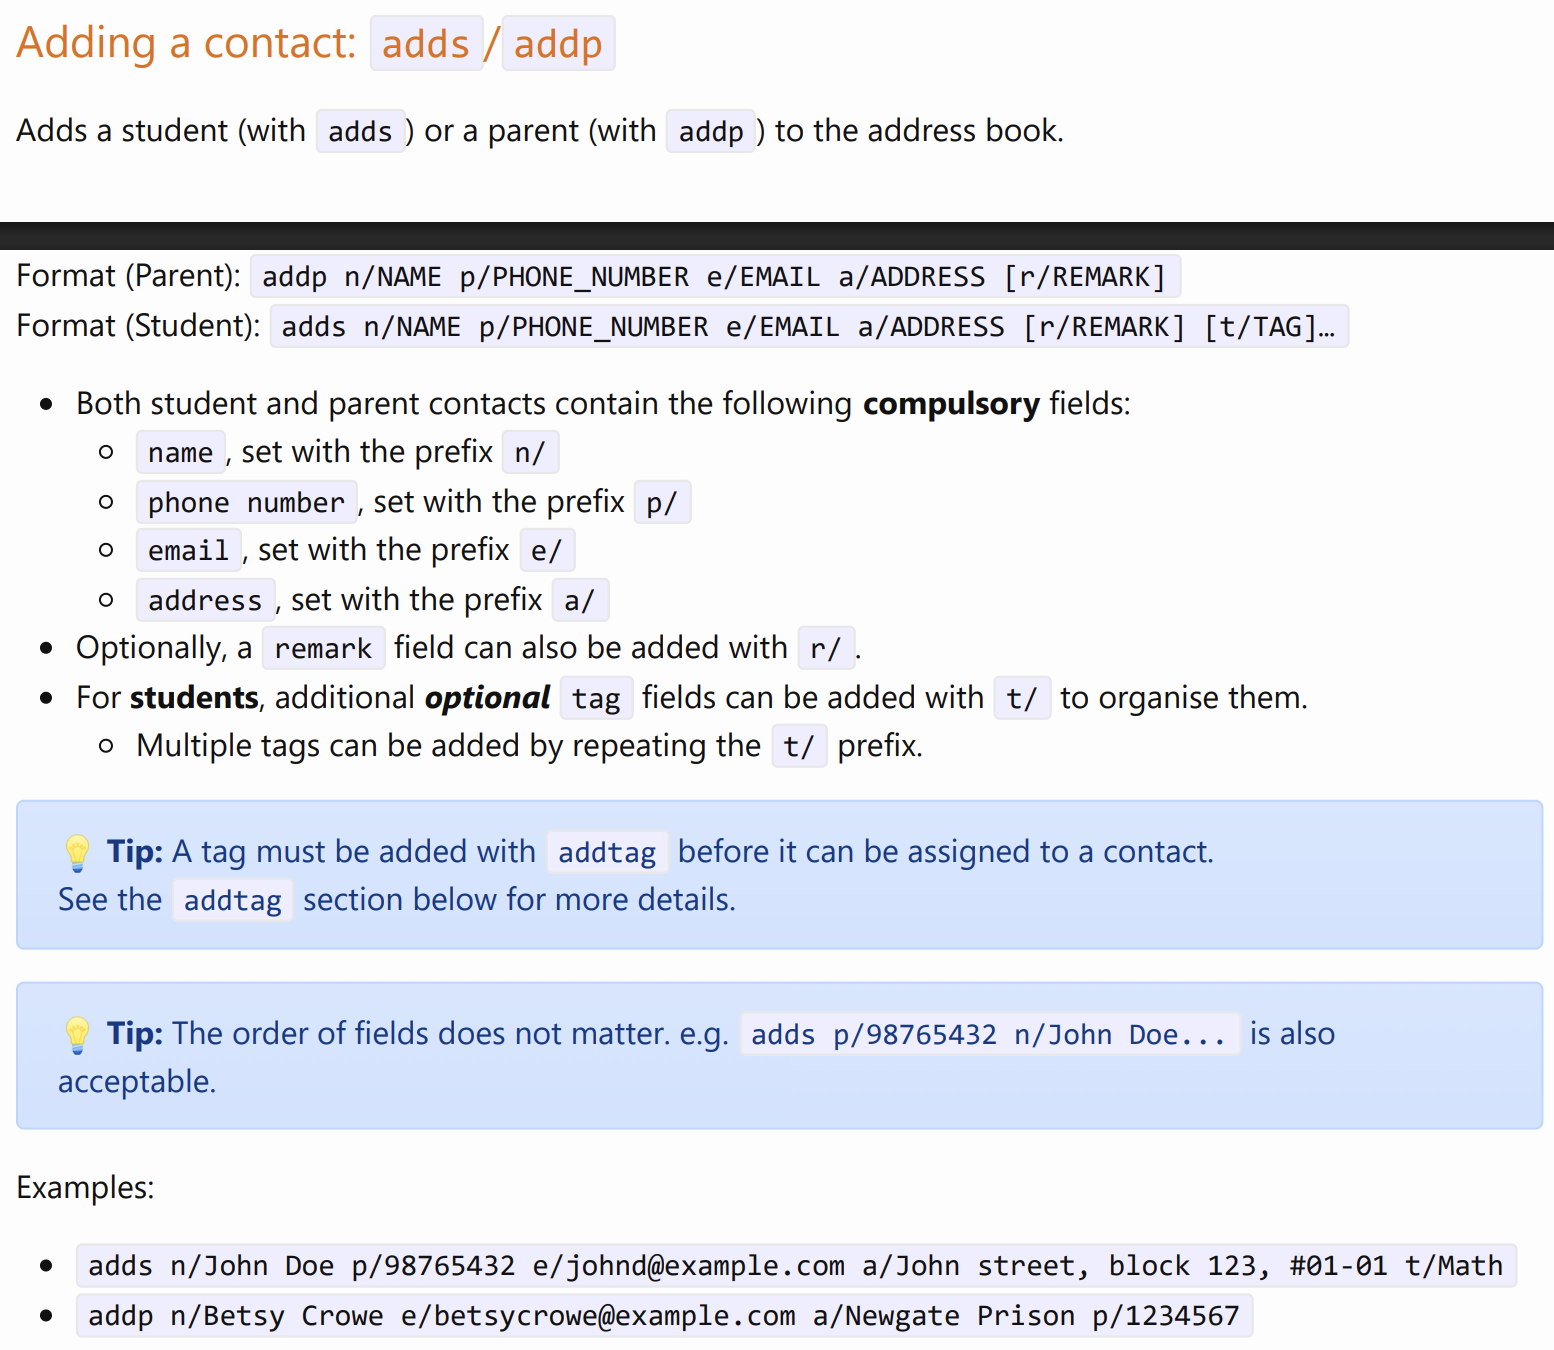 Adding a contact: adds/addp
Adds a student (with adds) or a parent (with addp) to the address book.
Format (Parent): addp n/NAME p/PHONE_NUMBER e/EMAIL a/ADDRESS [r/REMARK]
Format (Student): adds n/NAME p/PHONE_NUMBER e/EMAIL a/ADDRESS [r/REMARK] [t/TAG]…
Both student and parent contacts contain the following compulsory fields:
name, set with the prefix n/
phone number, set with the prefix p/
email, set with the prefix e/
address, set with the prefix a/
Optionally, a remark field can also be added with r/.
For students, additional optional tag fields can be added with t/ to organise them.
Multiple tags can be added by repeating the t/ prefix.
💡 Tip: A tag must be added with addtag before it can be assigned to a contact.
See the addtag section below for more details.
💡 Tip: The order of fields does not matter. e.g. adds p/98765432 n/John Doe... is also
acceptable.
Examples:
adds n/John Doe p/98765432 e/johnd@example.com a/John street, block 123, #01-01 t/Math
addp n/Betsy Crowe e/betsycrowe@example.com a/Newgate Prison p/1234567